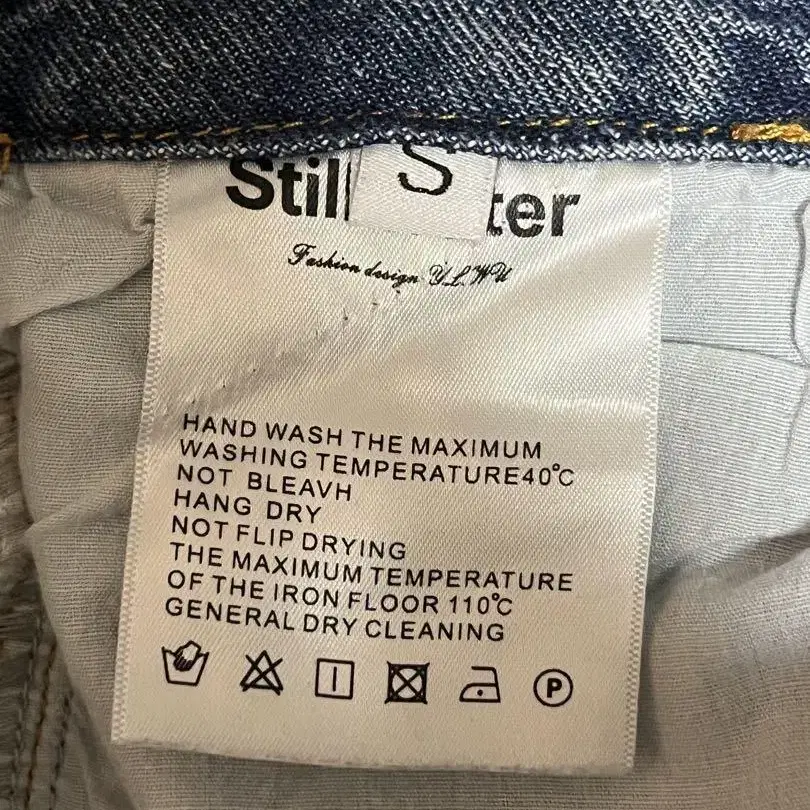 S
Still ter
Fashion design Y.L.WU
HAND WASH THE MAXIMUM
WASHING TEMPERATURE40°C
NOT BLEAVH
HANG DRY
NOT FLIP DRYING
THE MAXIMUM TEMPERATURE
OF THE IRON FLOOR 110°C
GENERAL DRY CLEANING
P